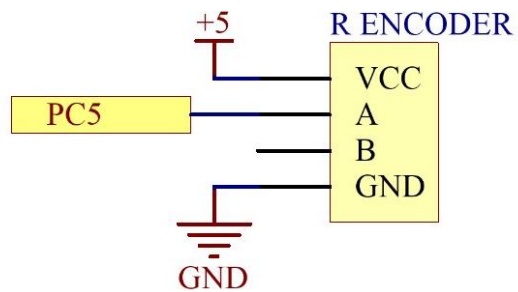 +5
R ENCODER
VCC
PC5
A
B
GND
GND